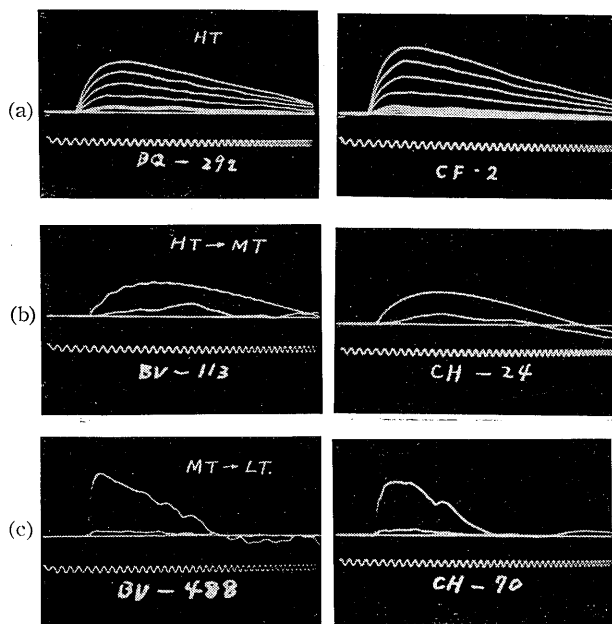 (a)
HT
BQ - 292
CF - 2
(b)
HT → MT
BV - 113
CH - 24
(c)
MT → LT.
BV - 488
CH - 70